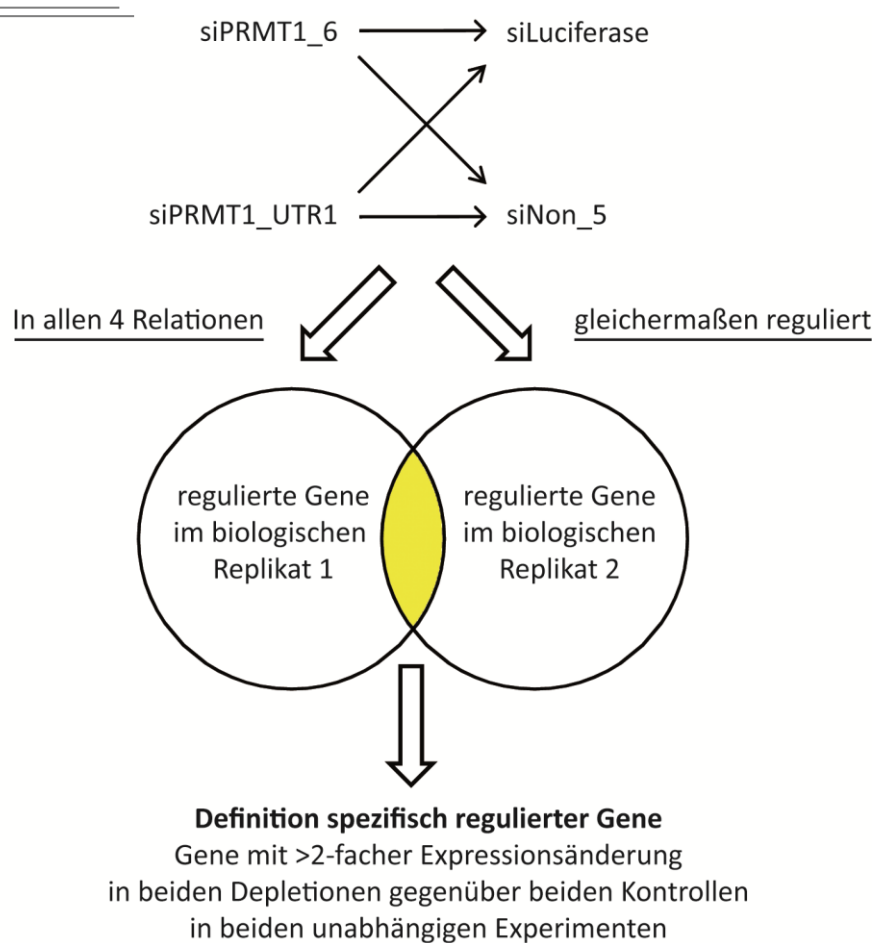 siPRMT1_6 siLuciferase
siPRMT1_UTR1 siNon_5
In allen 4 Relationen gleichermaßen reguliert
regulierte Gene
im biologischen
Replikat 1
regulierte Gene
im biologischen
Replikat 2
Definition spezifisch regulierter Gene
Gene mit >2-facher Expressionsänderung
in beiden Depletionen gegenüber beiden Kontrollen
in beiden unabhängigen Experimenten